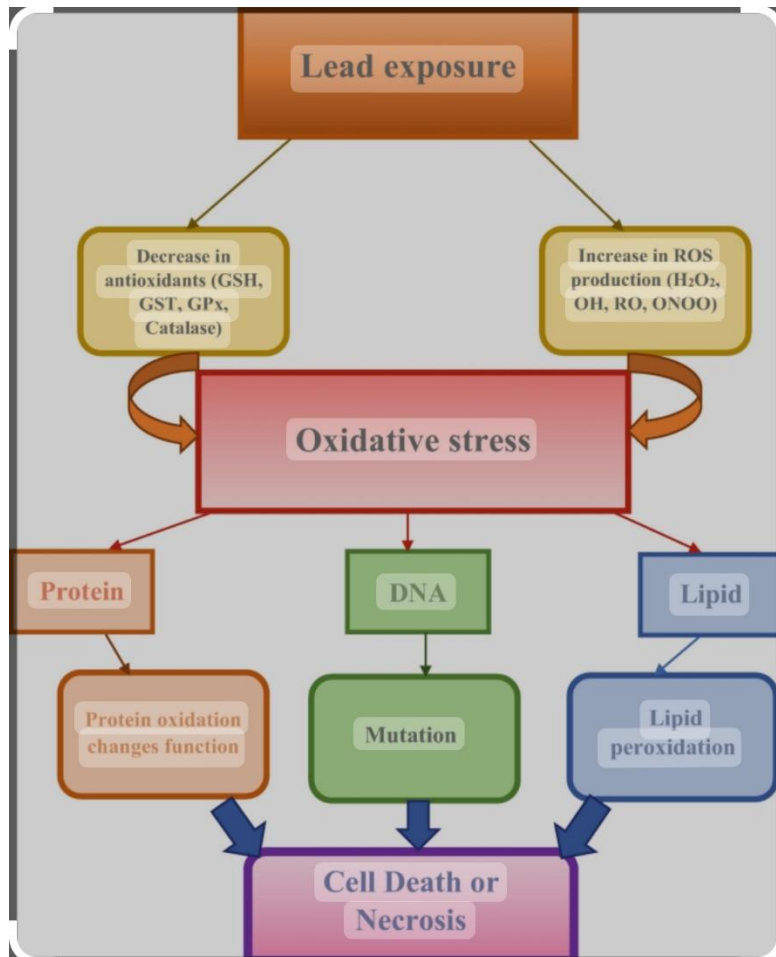 Lead exposure
Decrease in
antioxidants (GSH,
GST, GPx,
Catalase)
Increase in ROS
production (H₂O₂,
OH, RO, ONOO)
Oxidative stress
Protein
DNA
Lipid
Protein oxidation
changes function
Mutation
Lipid
peroxidation
Cell Death or
Necrosis